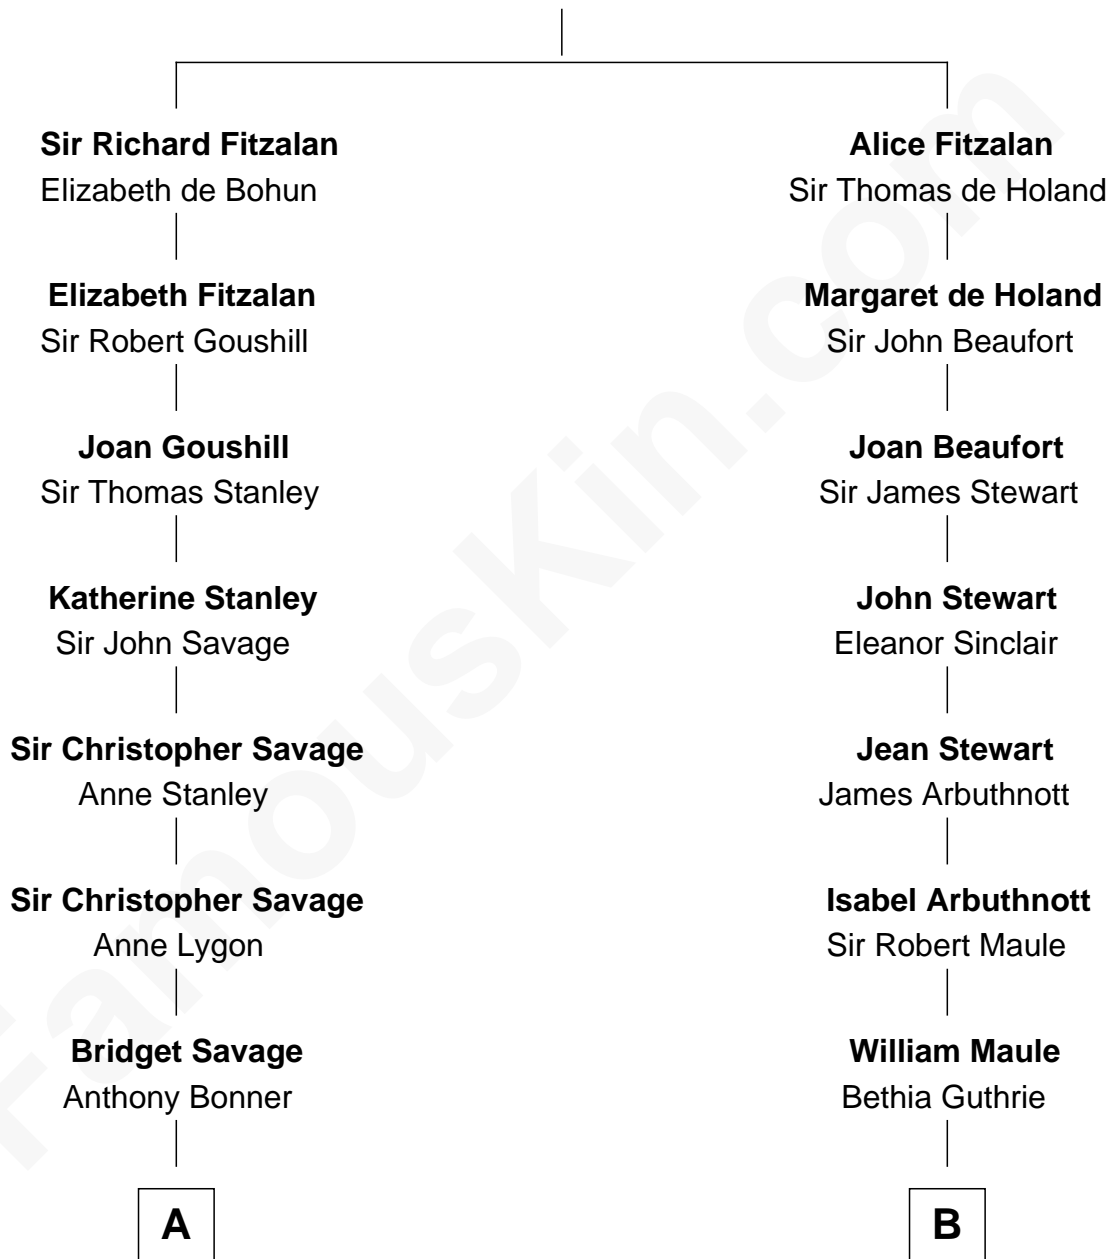 Sir Richard Fitzalan
Elizabeth de Bohun
Elizabeth Fitzalan
Sir Robert Goushill
Joan Goushill
Sir Thomas Stanley
Katherine Stanley
Sir John Savage
Sir Christopher Savage
Anne Stanley
Sir Christopher Savage
Anne Lygon
Bridget Savage
Anthony Bonner
A
Alice Fitzalan
Sir Thomas de Holand
Margaret de Holand
Sir John Beaufort
Joan Beaufort
Sir James Stewart
John Stewart
Eleanor Sinclair
Jean Stewart
James Arbuthnott
Isabel Arbuthnott
Sir Robert Maule
William Maule
Bethia Guthrie
B
FamousKin.com